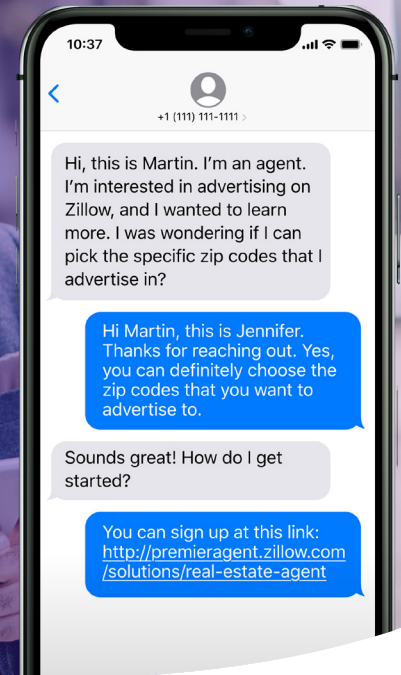 10:37
+1 (111) 111-1111 >
Hi, this is Martin. I’m an agent.
I’m interested in advertising on
Zillow, and I wanted to learn
more. I was wondering if I can
pick the specific zip codes that I
advertise in?
Hi Martin, this is Jennifer.
Thanks for reaching out. Yes,
you can definitely choose the
zip codes that you want to
advertise to.
Sounds great! How do I get
started?
You can sign up at this link:
http://premieragent.zillow.com
/solutions/real-estate-agent